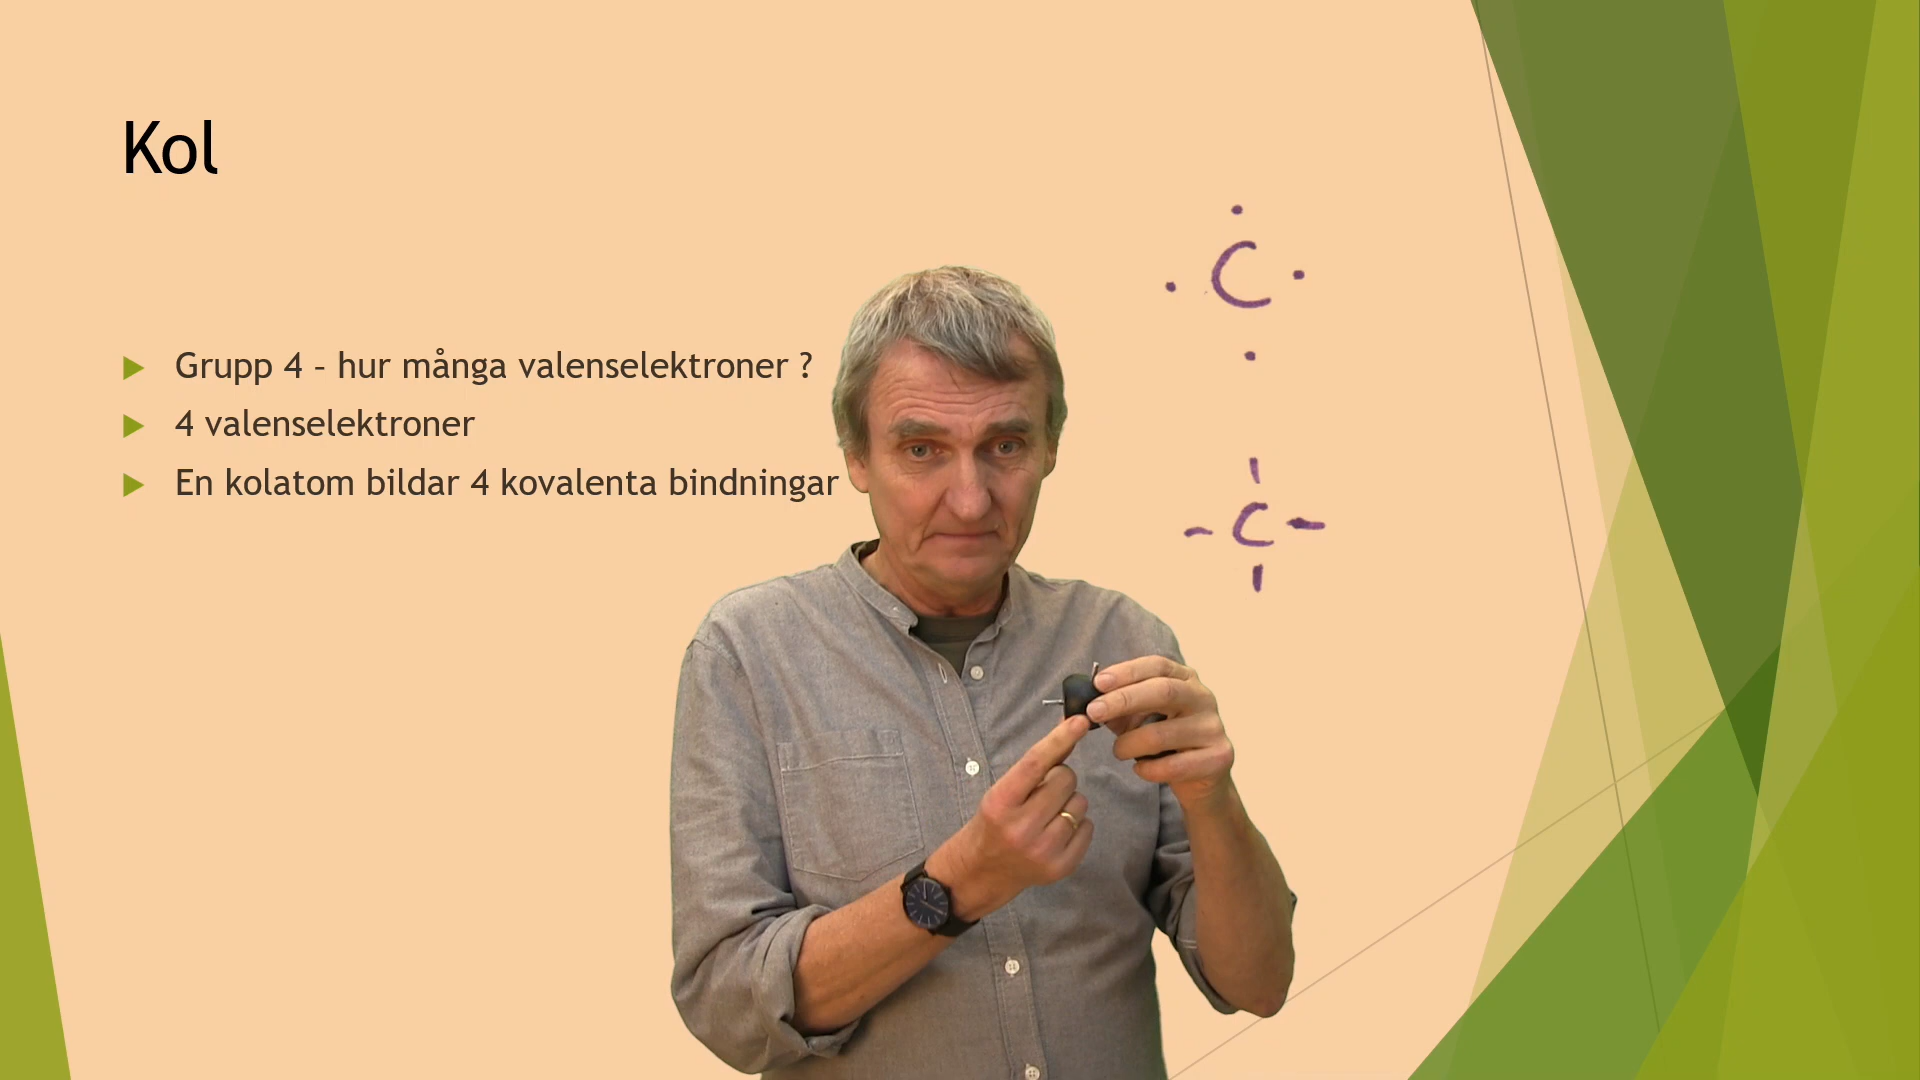 Kol
Grupp 4 – hur många valenselektroner ?
4 valenselektroner
En kolatom bildar 4 kovalenta bindningar
C
C